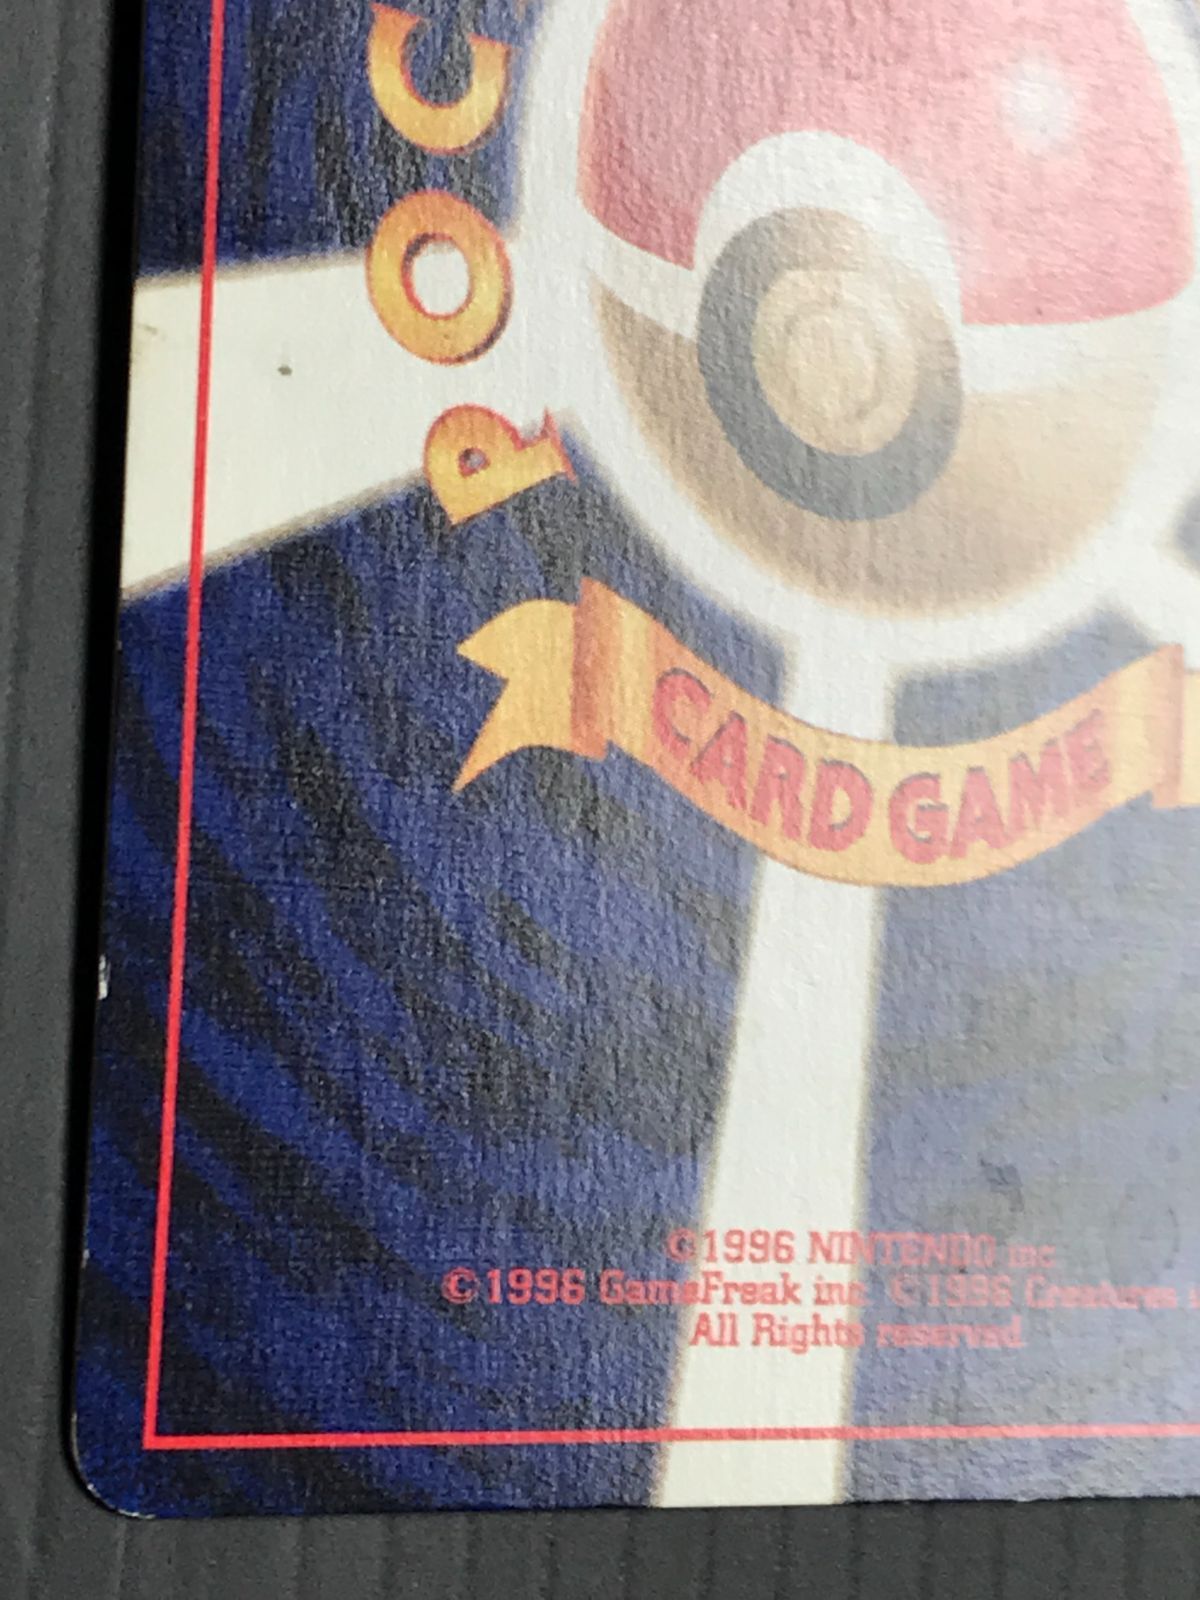 POC
CARD GAME
©1996 NINTENDO inc.
©1996 GameFreak inc. ©1996 Creatures
All Rights reserved.